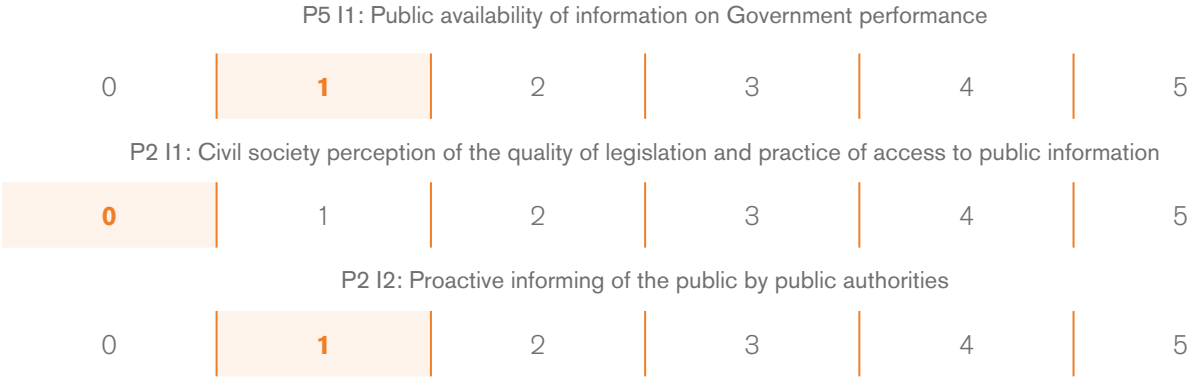 P5 I1: Public availability of information on Government performance
0 1 2 3 4 5
P2 I1: Civil society perception of the quality of legislation and practice of access to public information
0 1 2 3 4 5
P2 I2: Proactive informing of the public by public authorities
0 1 2 3 4 5